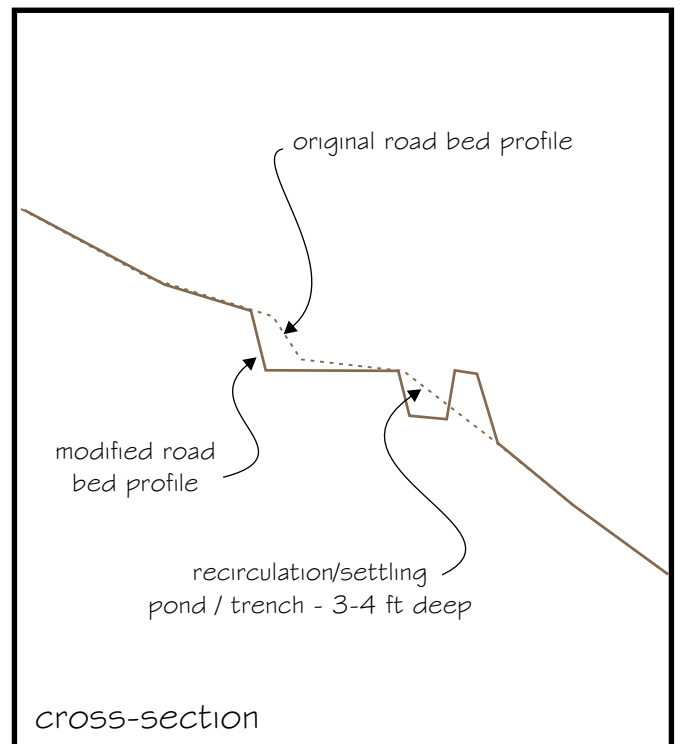 original road bed profile
modified road
bed profile
recirculation/settling
pond / trench - 3-4 ft deep
cross-section